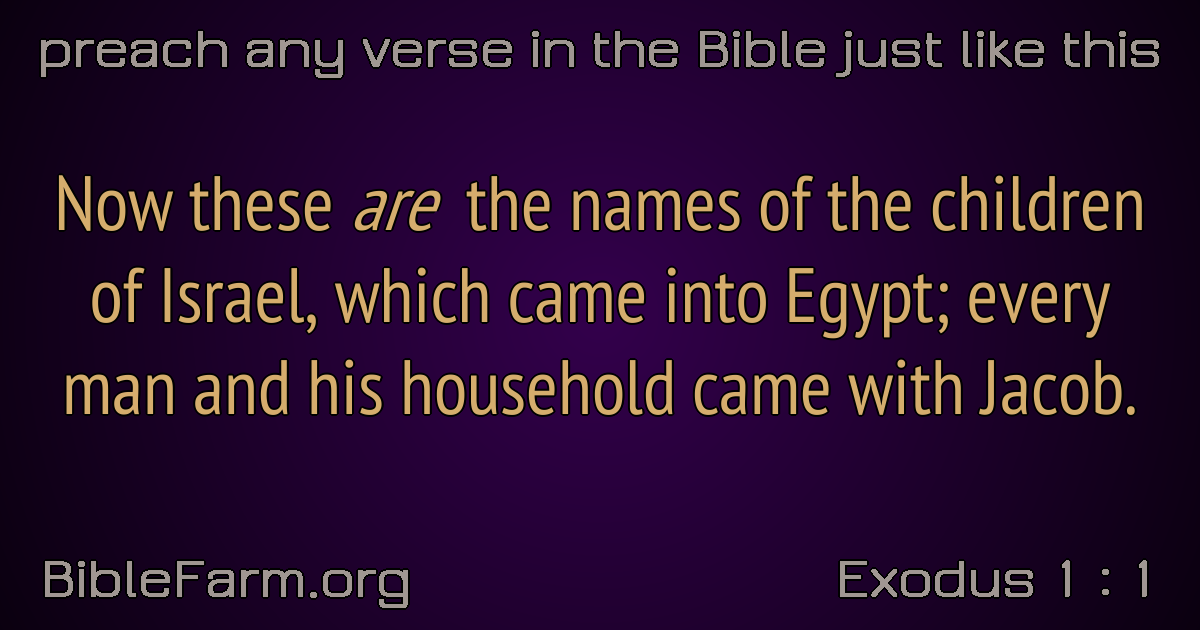 preach any verse in the Bible just like this
Now these are the names of the children
of Israel, which came into Egypt; every
man and his household came with Jacob.
BibleFarm.org
Exodus 1 : 1